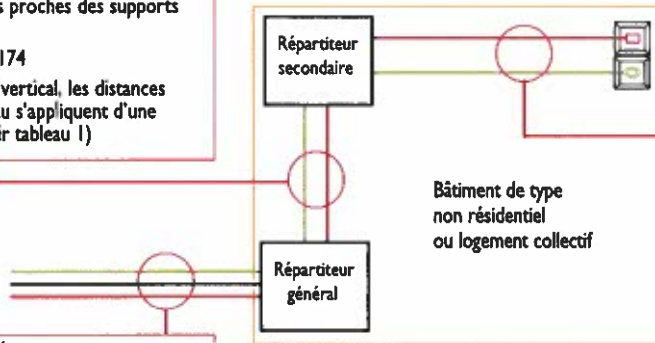 s proches des supports
174
vertical, les distances
u s'appliquent d'une
r tableau 1)
Répartiteur
secondaire
Bâtiment de type
non résidentiel
ou logement collectif
Répartiteur
général